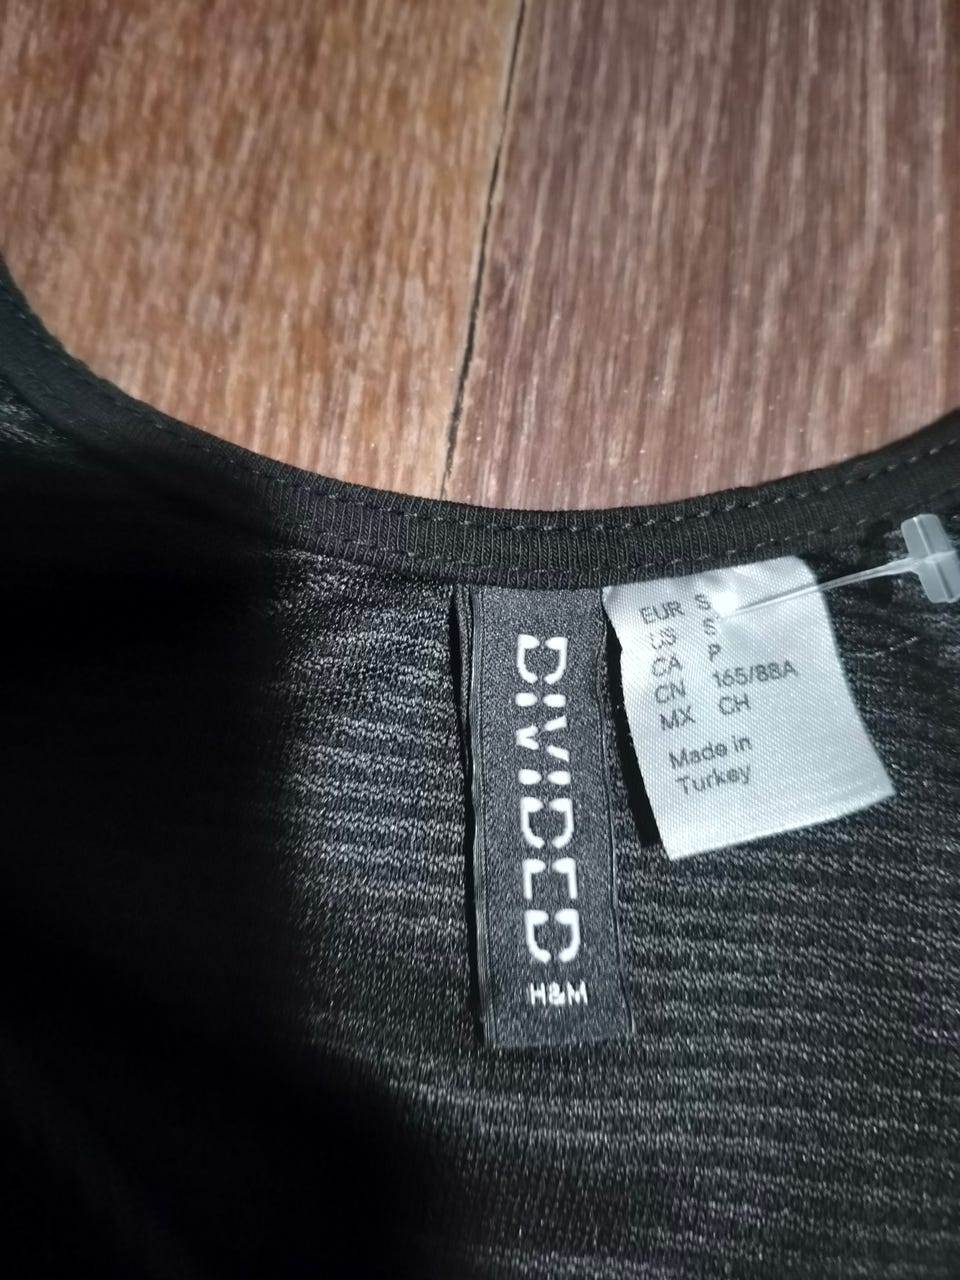 DIVIDED
H&M
EUR S
US S
CA P
CN 165/88A
MX CH
Made in
Turkey